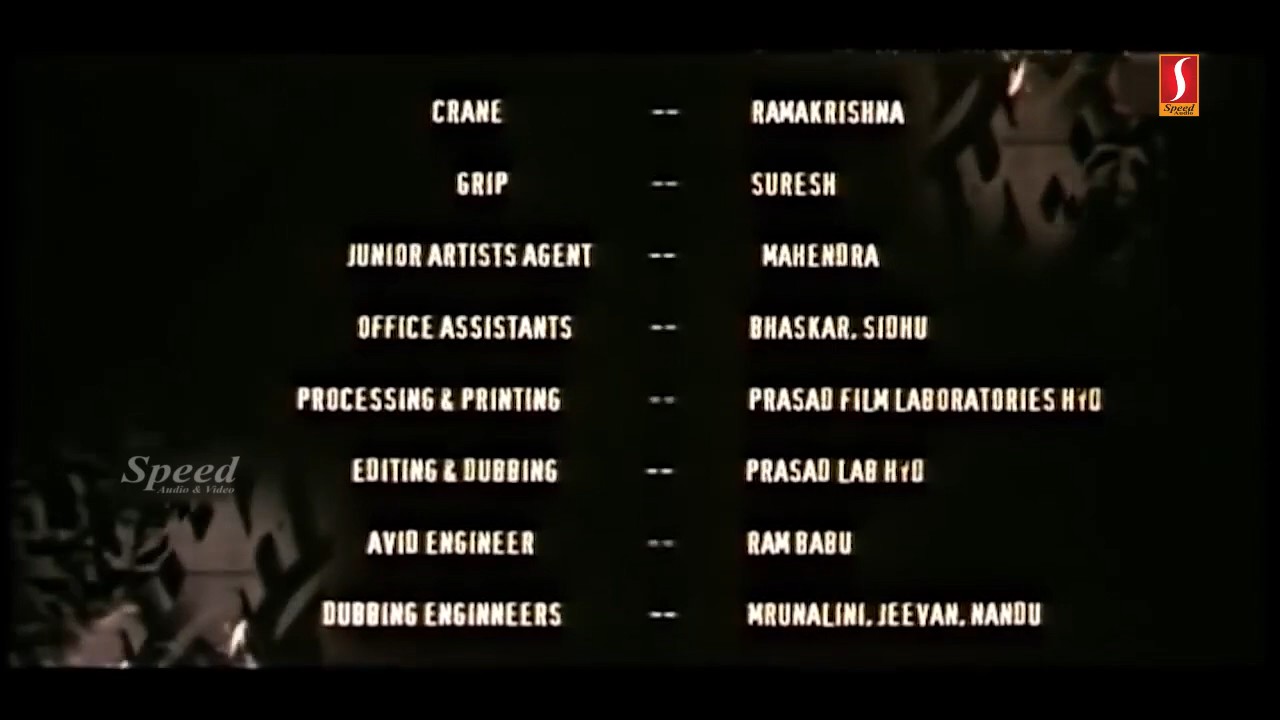 S
Speed
Audio
CRANE -- RAMAKRISHNA
GRIP -- SURESH
JUNIOR ARTISTS AGENT -- MAHENDRA
OFFICE ASSISTANTS -- BHASKAR, SIDHU
PROCESSING & PRINTING -- PRASAD FILM LABORATORIES HYD
EDITING & DUBBING -- PRASAD LAB HYD
Speed
Audio & Video
AVID ENGINEER -- RAM BABU
DUBBING ENGINNEERS -- MRUNALINI, JEEVAN, NANDU